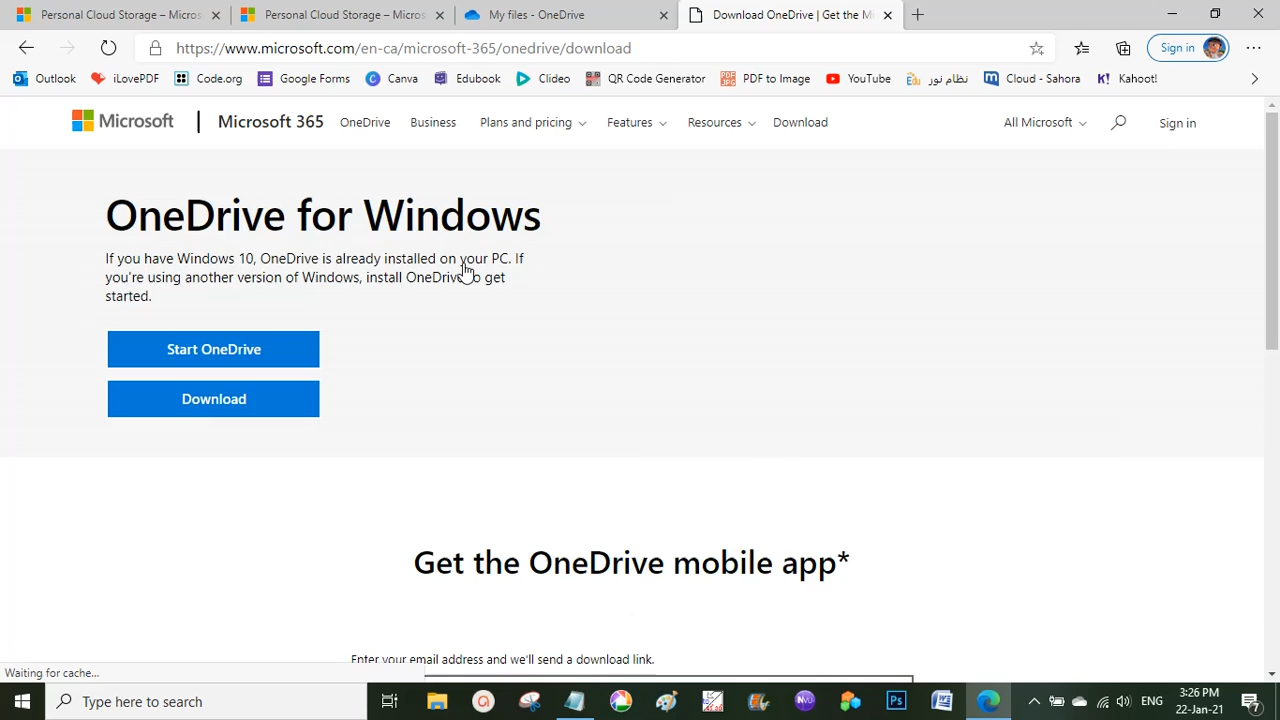 Personal Cloud Storage – Micros
Personal Cloud Storage – Micros
My files - OneDrive
Download OneDrive | Get the Mi
https://www.microsoft.com/en-ca/microsoft-365/onedrive/download
Sign in
Outlook
iLovePDF
Code.org
Google Forms
Canva
Edubook
Clideo
QR Code Generator
PDF to Image
YouTube
نظام نور
Cloud - Sahora
Kahoot!
Microsoft
Microsoft 365
OneDrive
Business
Plans and pricing
Features
Resources
Download
All Microsoft
Sign in
OneDrive for Windows
If you have Windows 10, OneDrive is already installed on your PC. If
you're using another version of Windows, install OneDrive to get
started.
Start OneDrive
Download
Get the OneDrive mobile app*
Enter your email address and we'll send a download link.
Waiting for cache...
Type here to search
ENG
3:26 PM
22-Jan-21
7